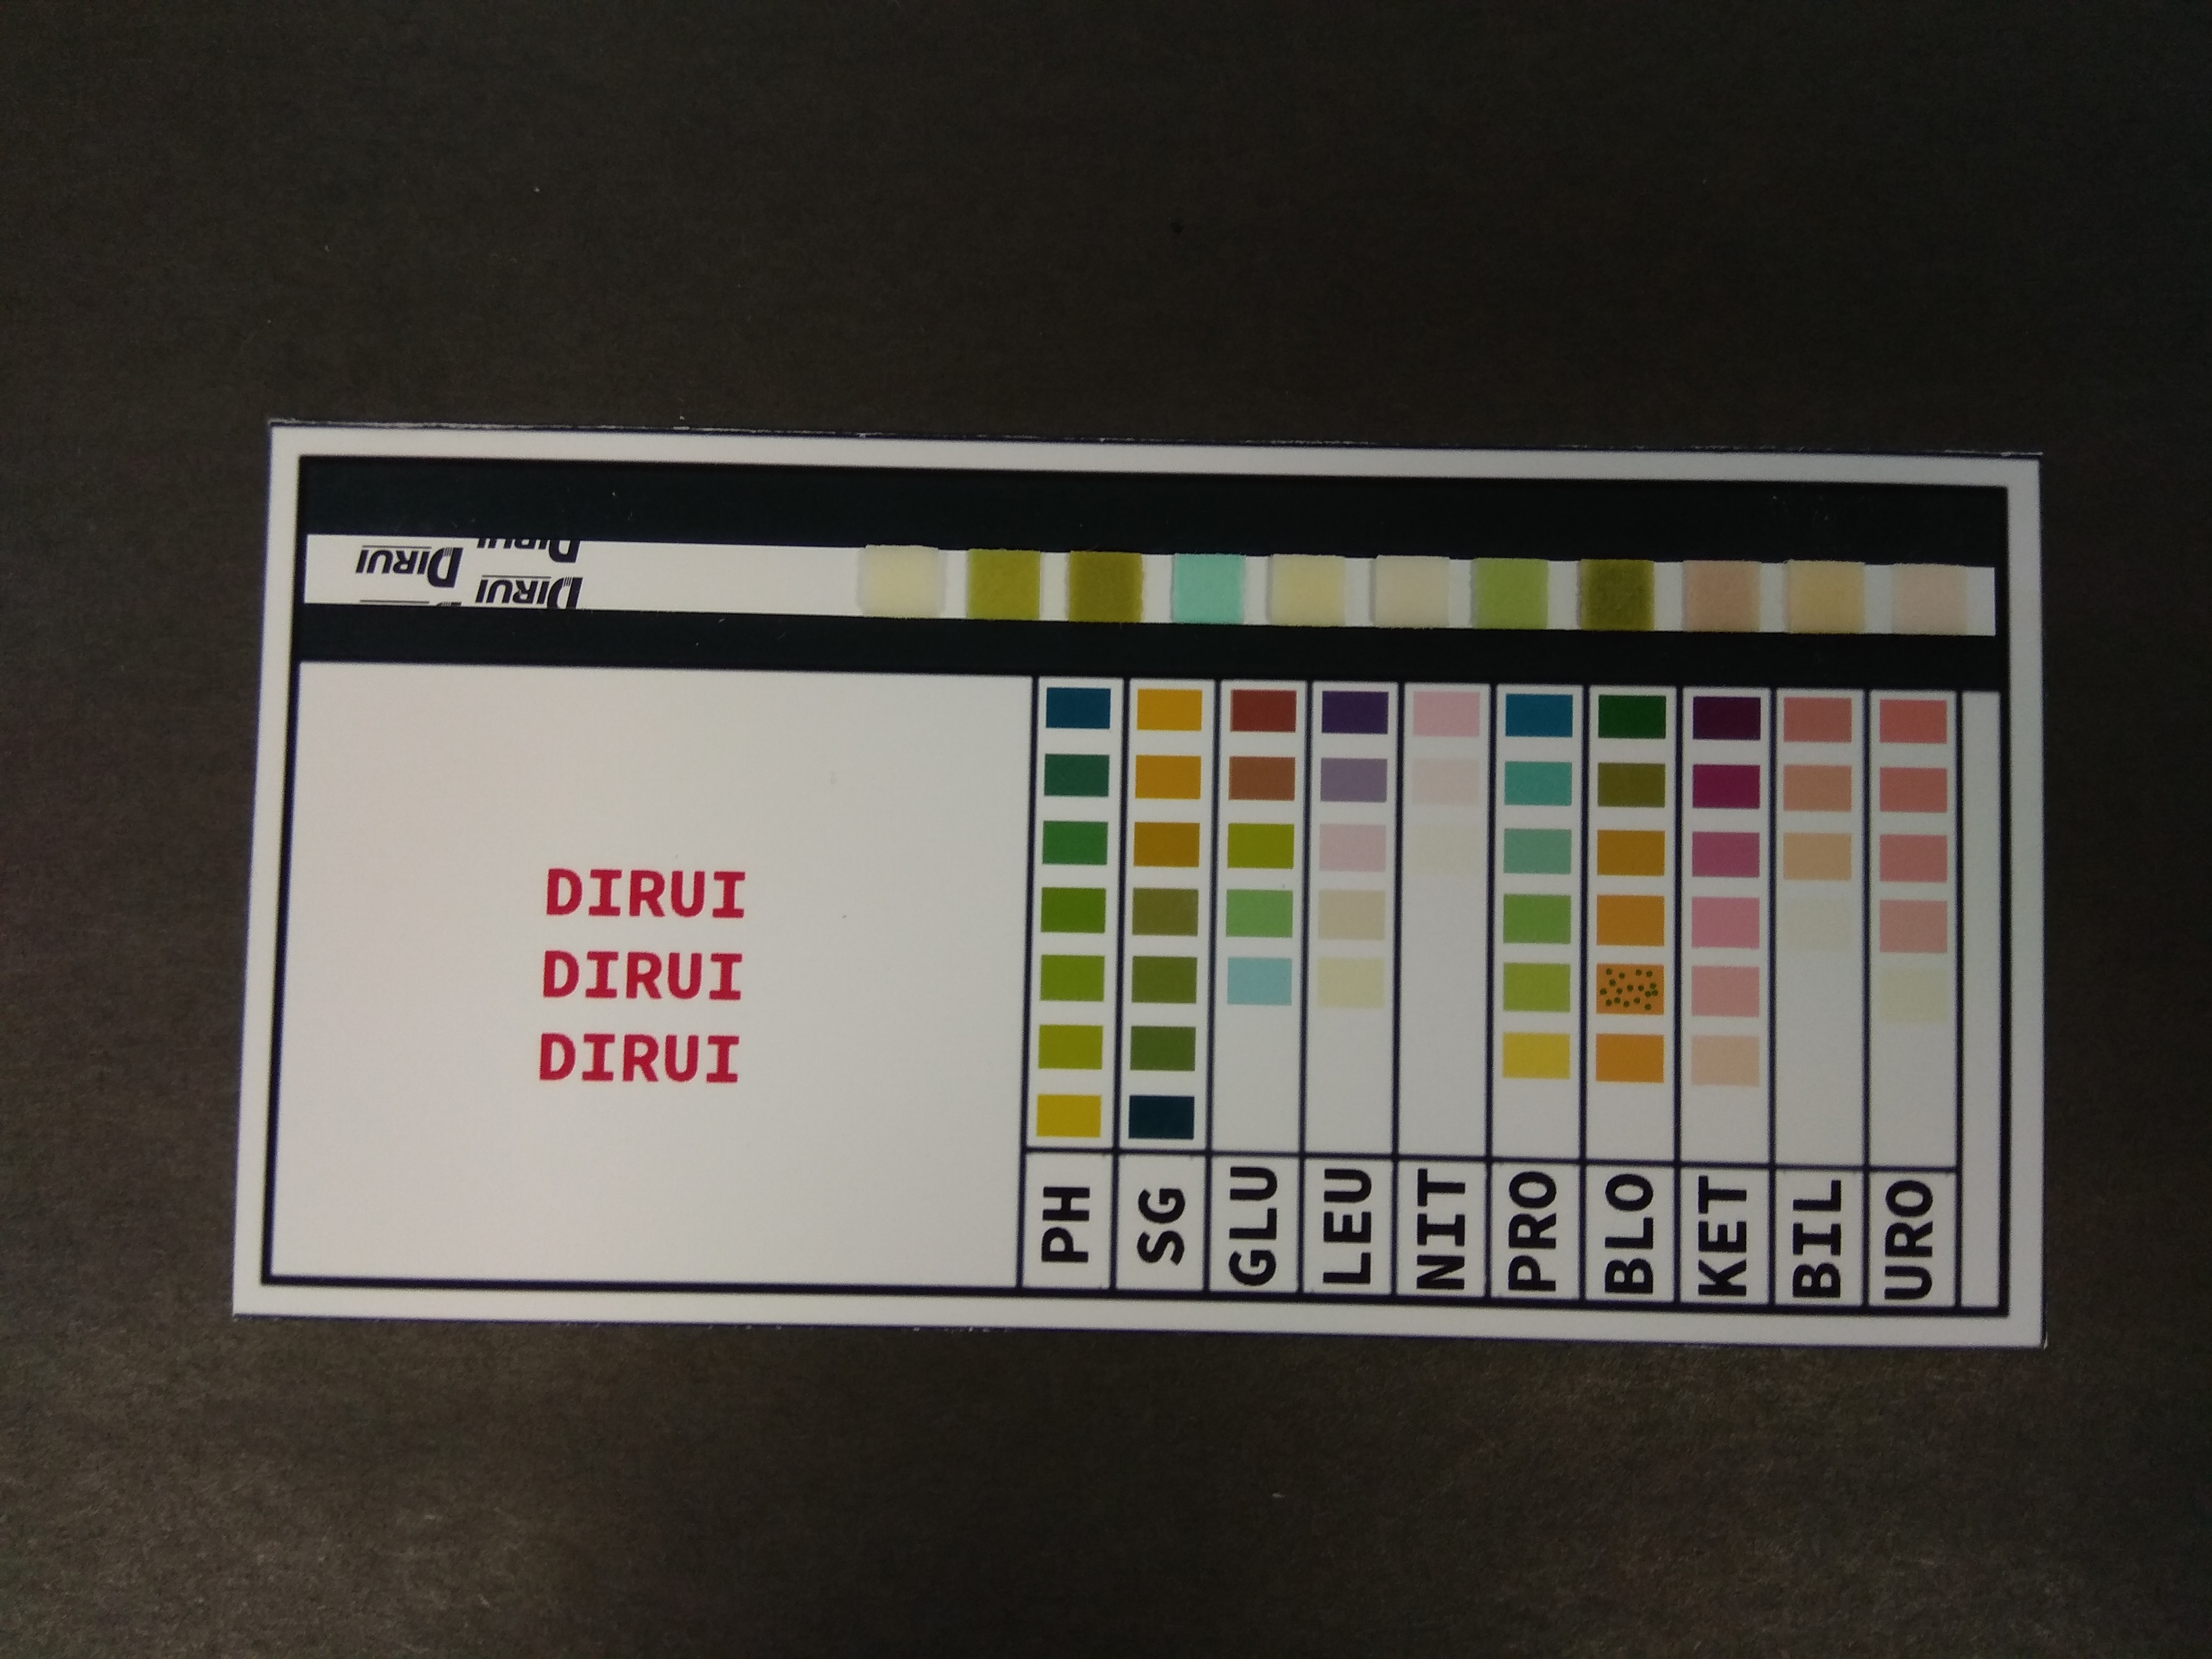 DIRUI
DIRUI
DIRUI
DIRUI
DIRUI
DIRUI
PH
SG
GLU
LEU
NIT
PRO
BLO
KET
BIL
URO